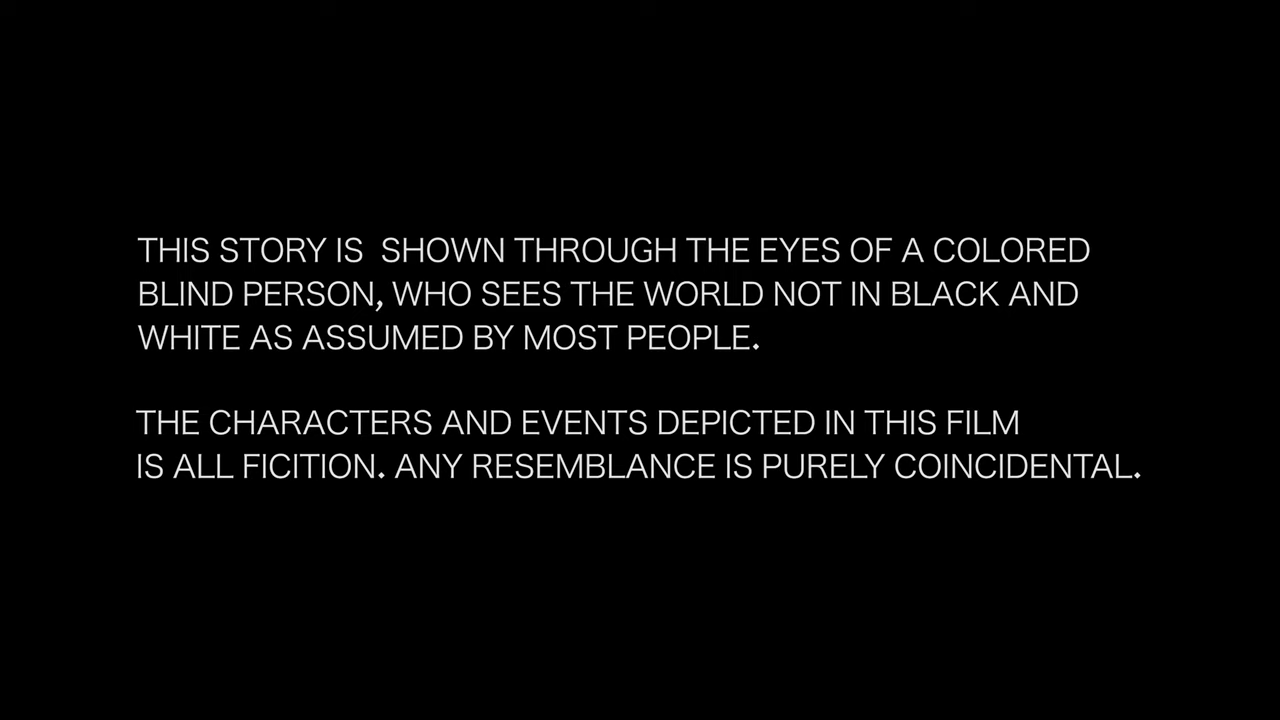 THIS STORY IS  SHOWN THROUGH THE EYES OF A COLORED
BLIND PERSON, WHO SEES THE WORLD NOT IN BLACK AND
WHITE AS ASSUMED BY MOST PEOPLE.
THE CHARACTERS AND EVENTS DEPICTED IN THIS FILM
IS ALL FICITION. ANY RESEMBLANCE IS PURELY COINCIDENTAL.